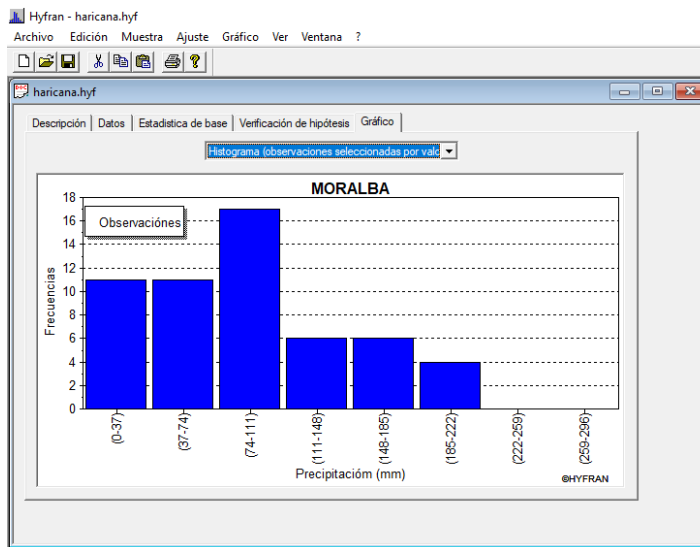 Hyfran - haricana.hyf
Archivo Edición Muestra Ajuste Gráfico Ver Ventana ?
haricana.hyf
Descripción Datos Estadistica de base Verificación de hipótesis Gráfico
Histograma (observaciones seleccionadas por valo
MORALBA
Observaciónes
18
16
14
12
10
8
6
4
2
0
Frecuencias
(0-37) (37-74) (74-111) (111-148) (148-185) (185-222) (222-259) (259-296)
Precipitacióm (mm)
©HYFRAN